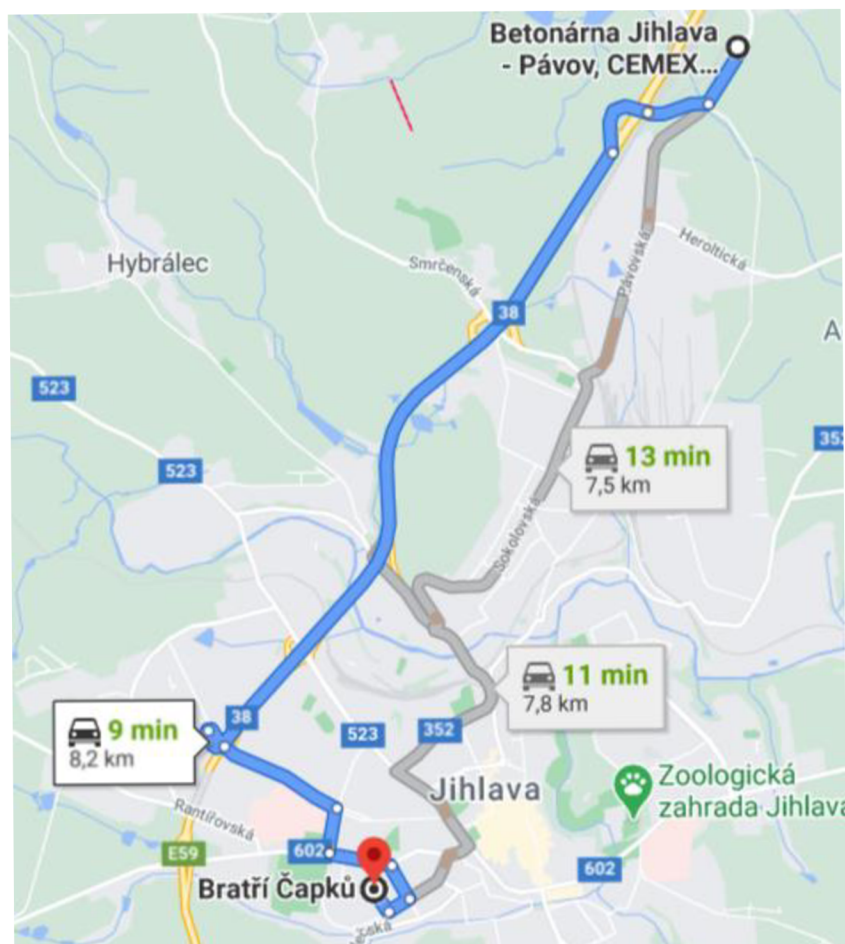 Betonárna Jihlava
- Pávov, CEMEX...
Hybrálec
Smrčenská
Heroltická
Pávovská
38
A
523
523
352
13 min
7,5 km
Sokolovská
11 min
7,8 km
9 min
8,2 km
38
523
352
Jihlava
Zoologická
zahrada Jihlava
Rantířovská
E59
602
602
Bratří Čapků